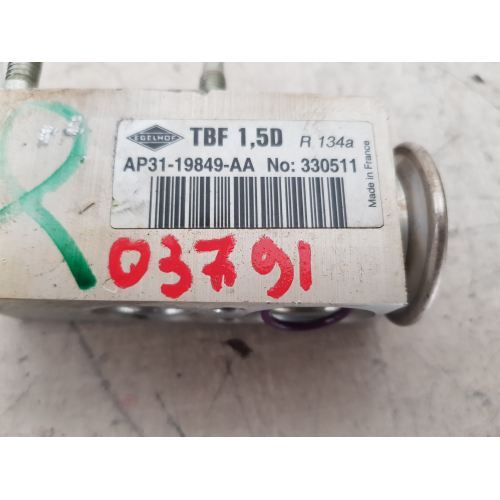 EGELHOF TBF 1,5D R 134a
AP31-19849-AA No: 330511
Made in France
03791